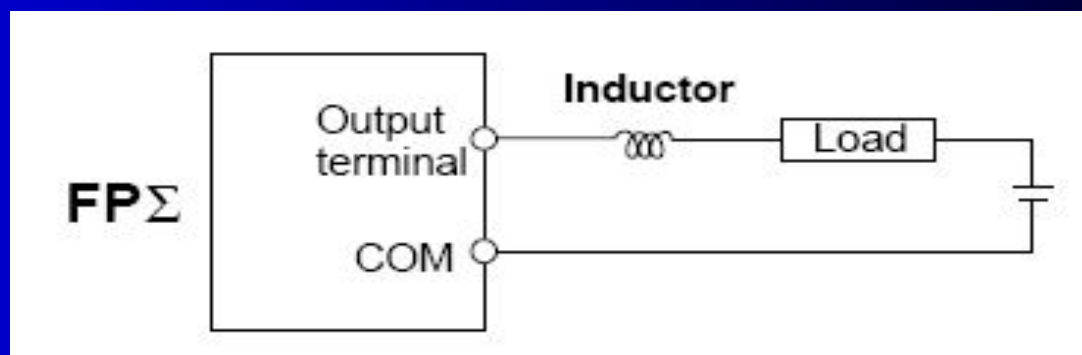 Inductor
Output
terminal
Load
FPΣ
COM